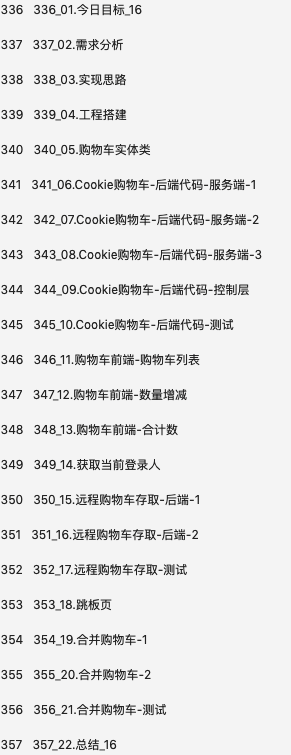 336 336_01.今日目标_16
337 337_02.需求分析
338 338_03.实现思路
339 339_04.工程搭建
340 340_05.购物车实体类
341 341_06.Cookie购物车-后端代码-服务端-1
342 342_07.Cookie购物车-后端代码-服务端-2
343 343_08.Cookie购物车-后端代码-服务端-3
344 344_09.Cookie购物车-后端代码-控制层
345 345_10.Cookie购物车-后端代码-测试
346 346_11.购物车前端-购物车列表
347 347_12.购物车前端-数量增减
348 348_13.购物车前端-合计数
349 349_14.获取当前登录人
350 350_15.远程购物车存取-后端-1
351 351_16.远程购物车存取-后端-2
352 352_17.远程购物车存取-测试
353 353_18.跳板页
354 354_19.合并购物车-1
355 355_20.合并购物车-2
356 356_21.合并购物车-测试
357 357_22.总结_16